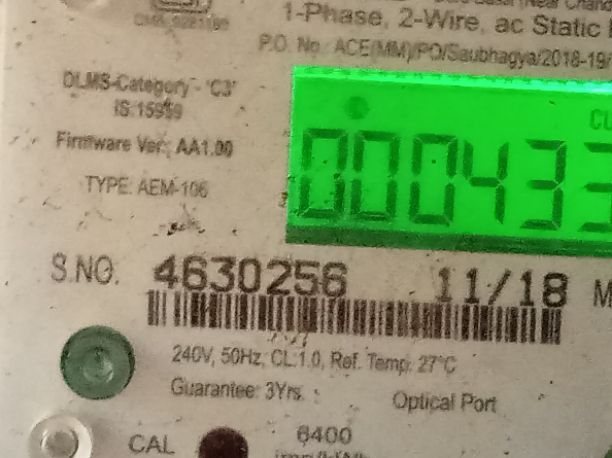 1-Phase, 2-Wire, ac Static
P.O. No. ACE(MM)/PO/Saubhagya/2018-19/
DLMS-Category - 'C3'
IS:15959
Firmware Ver.: AA1.00
TYPE: AEM-106
000433
S.NO. 4630256 11/18
240V, 50Hz, CL:1.0, Ref. Temp: 27°C
Guarantee: 3Yrs.
Optical Port
CAL
6400